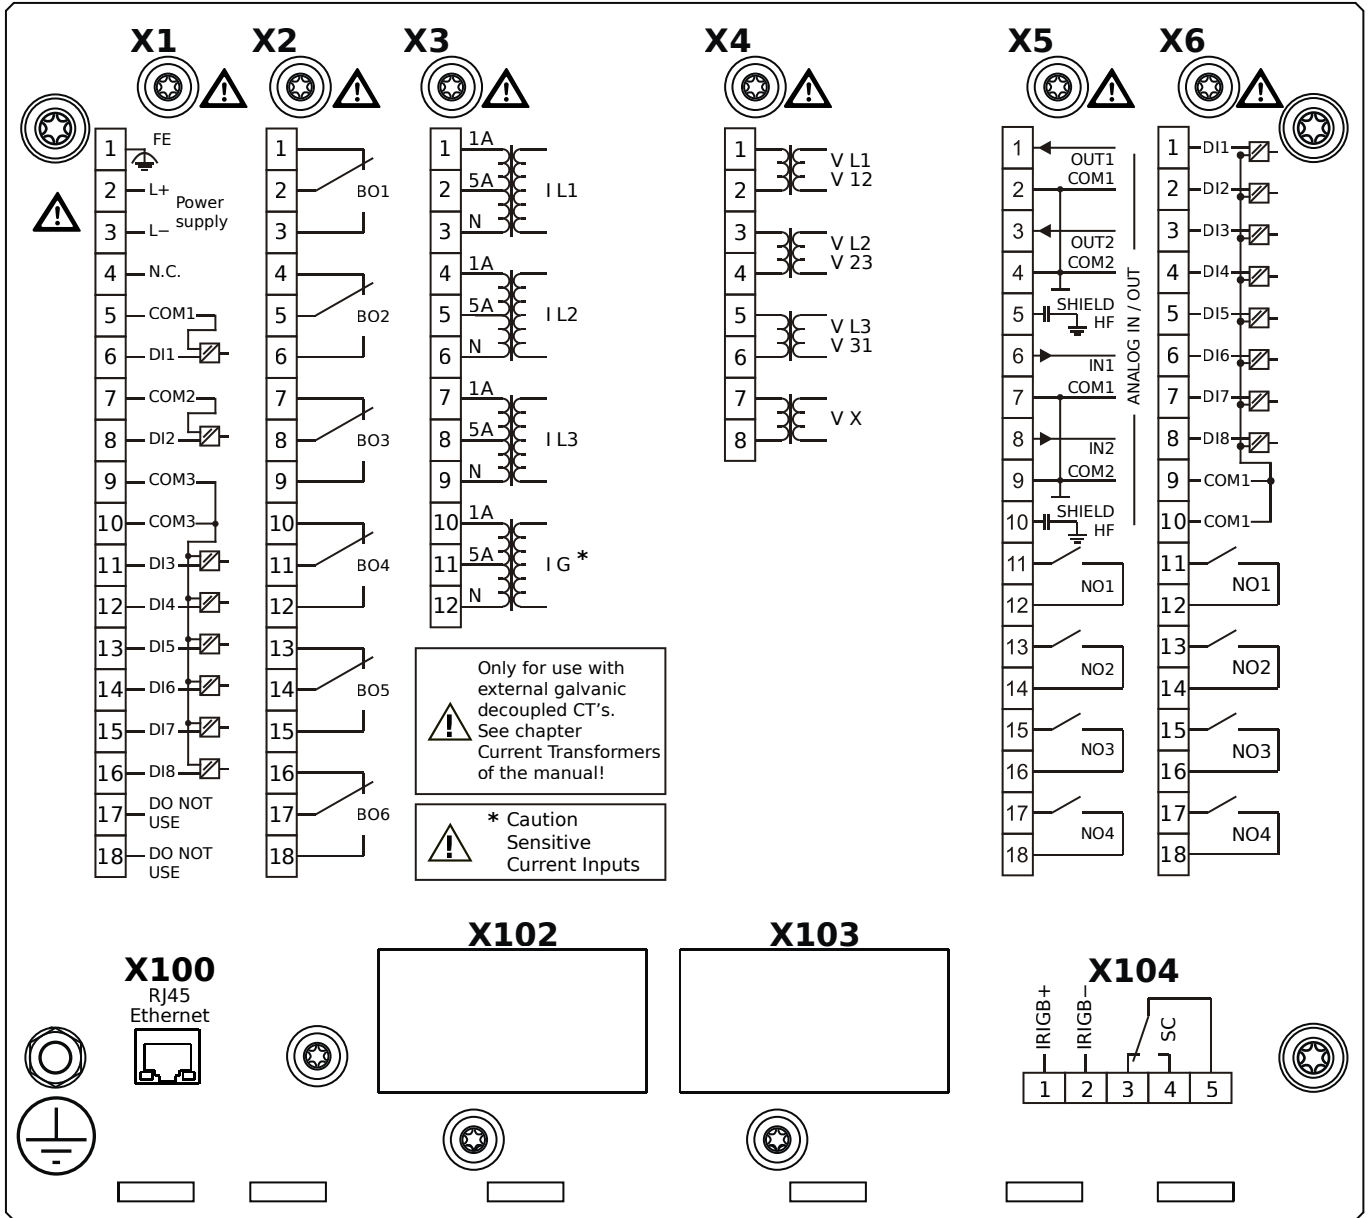 X1
1 FE
2 L+ Power
3 L– supply
4 N.C.
5 COM1
6 DI1
7 COM2
8 DI2
9 COM3
10 COM3
11 DI3
12 DI4
13 DI5
14 DI6
15 DI7
16 DI8
17 DO NOT
USE
18 DO NOT
USE
X2
1
2 BO1
3
4
5 BO2
6
7
8 BO3
9
10
11 BO4
12
13
14 BO5
15
16
17 BO6
18
X3
1 1A
2 5A I L1
3 N
4 1A
5 5A I L2
6 N
7 1A
8 5A I L3
9 N
10 1A
11 5A I G *
12 N
Only for use with
external galvanic
decoupled CT's.
See chapter
Current Transformers
of the manual!
* Caution
Sensitive
Current Inputs
X4
1 V L1
2 V 12
3 V L2
4 V 23
5 V L3
6 V 31
7 V X
8
X5
1 OUT1
2 COM1
3 OUT2
4 COM2
5 SHIELD
HF
6 IN1
7 COM1
8 IN2
9 COM2
10 SHIELD
HF
ANALOG IN / OUT
11 NO1
12
13 NO2
14
15 NO3
16
17 NO4
18
X6
1 DI1
2 DI2
3 DI3
4 DI4
5 DI5
6 DI6
7 DI7
8 DI8
9 COM1
10 COM1
11 NO1
12
13 NO2
14
15 NO3
16
17 NO4
18
X100
RJ45
Ethernet
X102
X103
X104
IRIGB+ IRIGB– SC
1 2 3 4 5